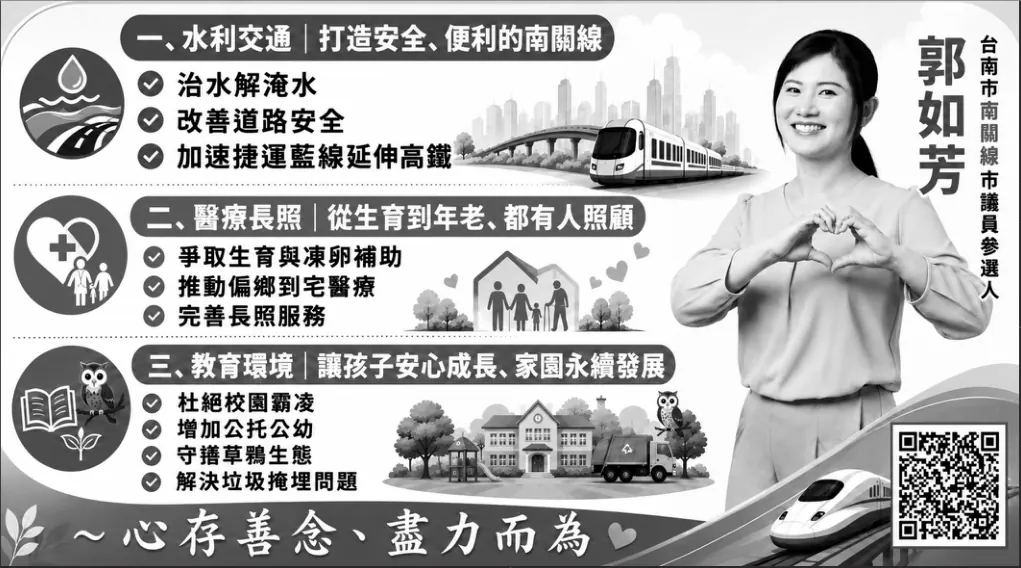 一、水利交通｜打造安全、便利的南關線
治水解淹水
改善道路安全
加速捷運藍線延伸高鐵
二、醫療長照｜從生育到年老、都有人照顧
爭取生育與凍卵補助
推動偏鄉到宅醫療
完善長照服務
三、教育環境｜讓孩子安心成長、家園永續發展
杜絕校園霸凌
增加公托公幼
守護草鴞生態
解決垃圾掩埋問題
～心存善念、盡力而為
台南市南關線市議員參選人
郭如芳